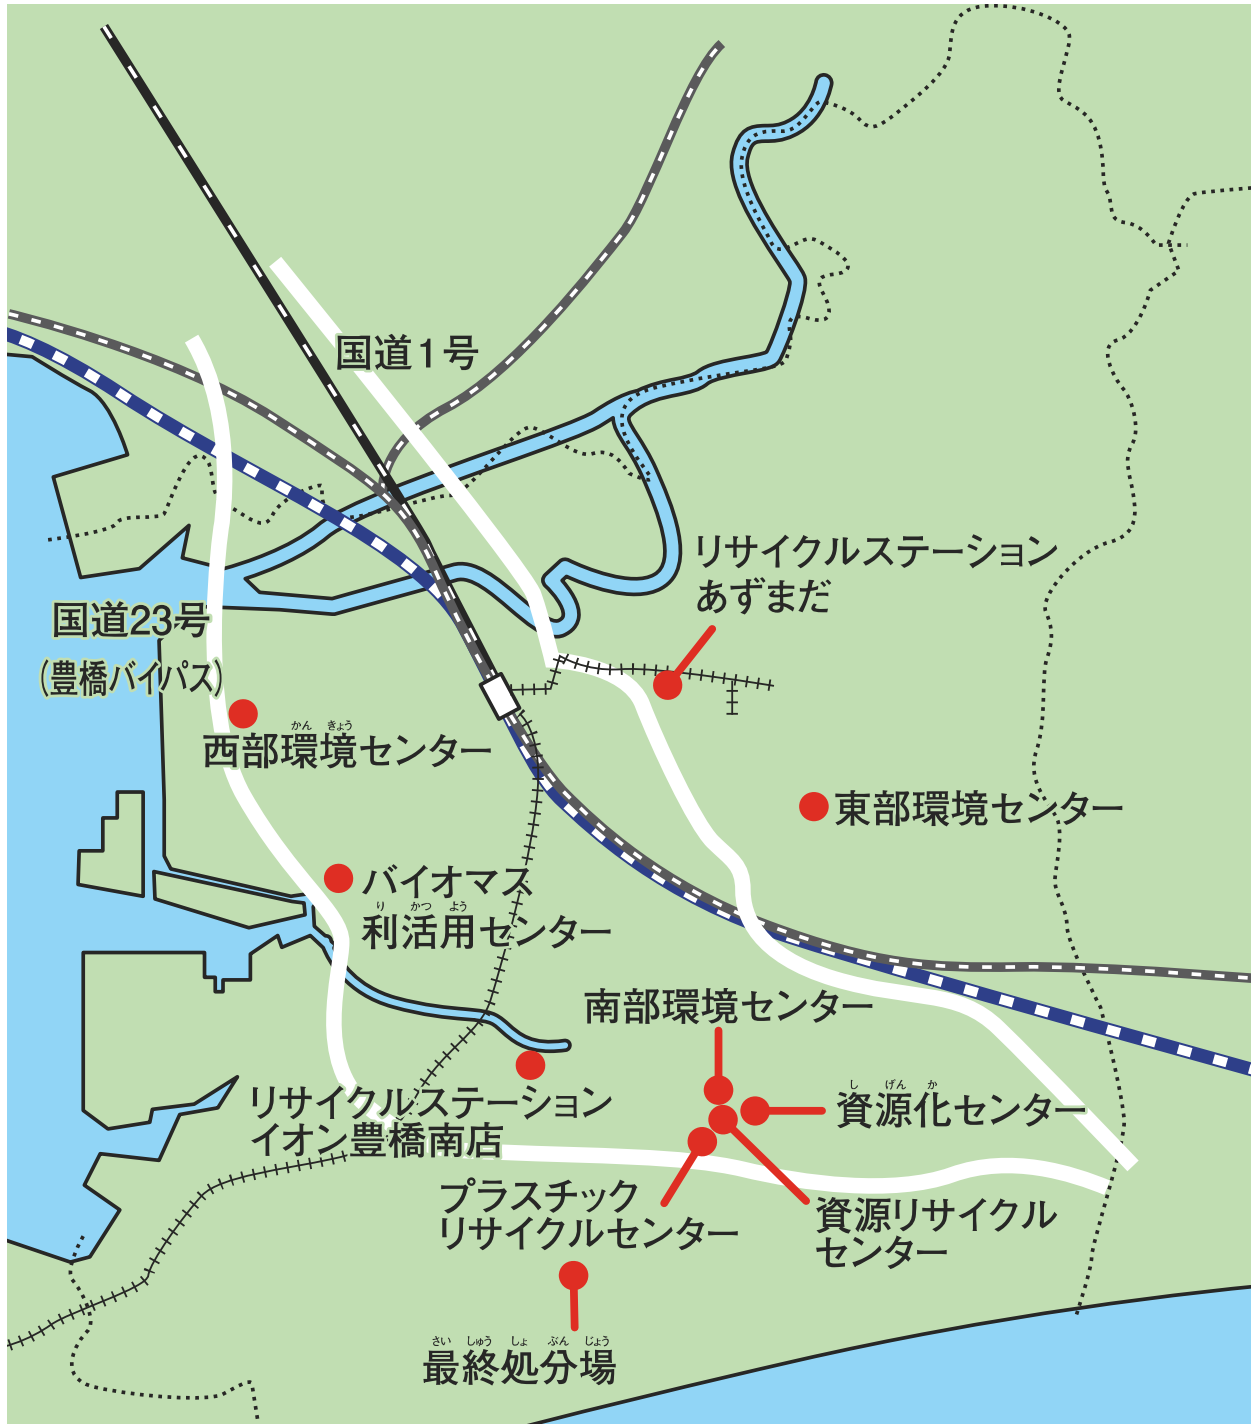 国道1号
リサイクルステーション
あずまだ
国道23号
(豊橋バイパス)
かん きょう
西部環境センター
東部環境センター
バイオマス
り かつ よう
利活用センター
南部環境センター
し げん か
資源化センター
リサイクルステーション
イオン豊橋南店
プラスチック
リサイクルセンター
資源リサイクル
センター
さい しゅう しょ ぶん じょう
最終処分場